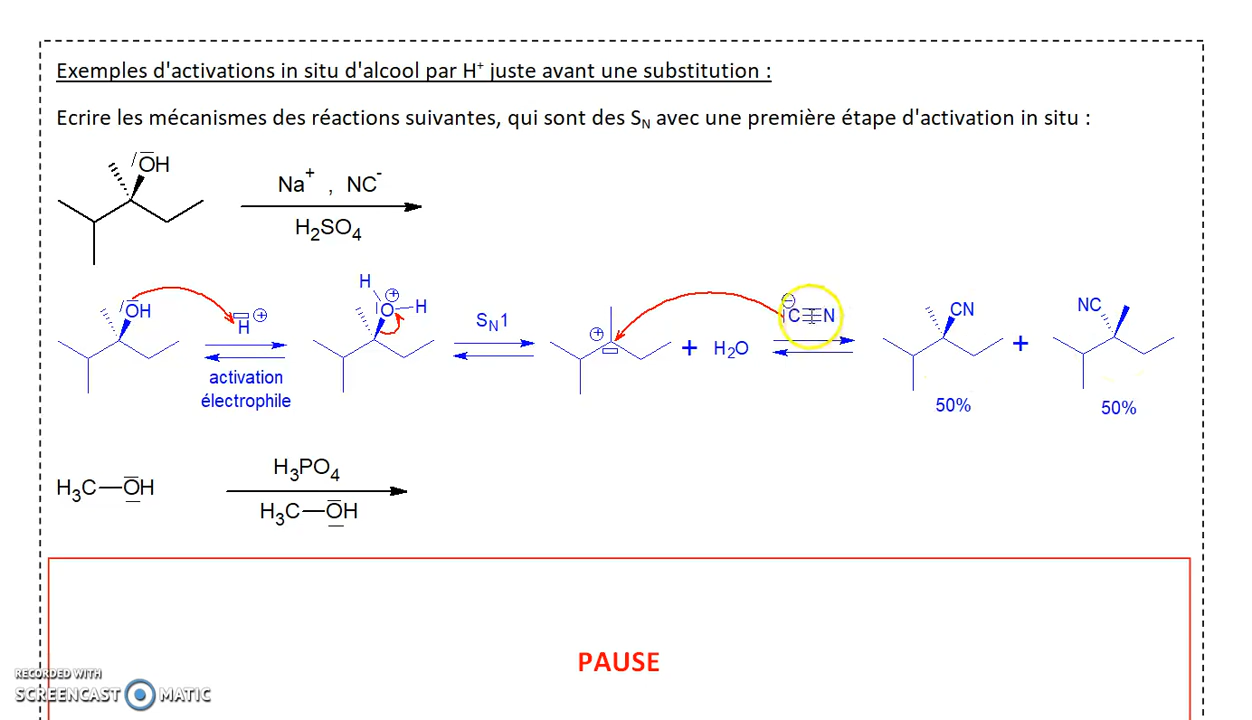 Exemples d'activations in situ d'alcool par H⁺ juste avant une substitution :
Ecrire les mécanismes des réactions suivantes, qui sont des S_N avec une première étape d'activation in situ :
OH
Na⁺ , NC⁻
H₂SO₄
OH
H ⊕
activation
électrophile
H
⊕
O H
S_N1
⊕
+ H₂O
⊖
C≡N
CN
50%
+
NC
50%
H₃C—OH
H₃PO₄
H₃C—OH
PAUSE
RECORDED WITH
SCREENCAST MATIC